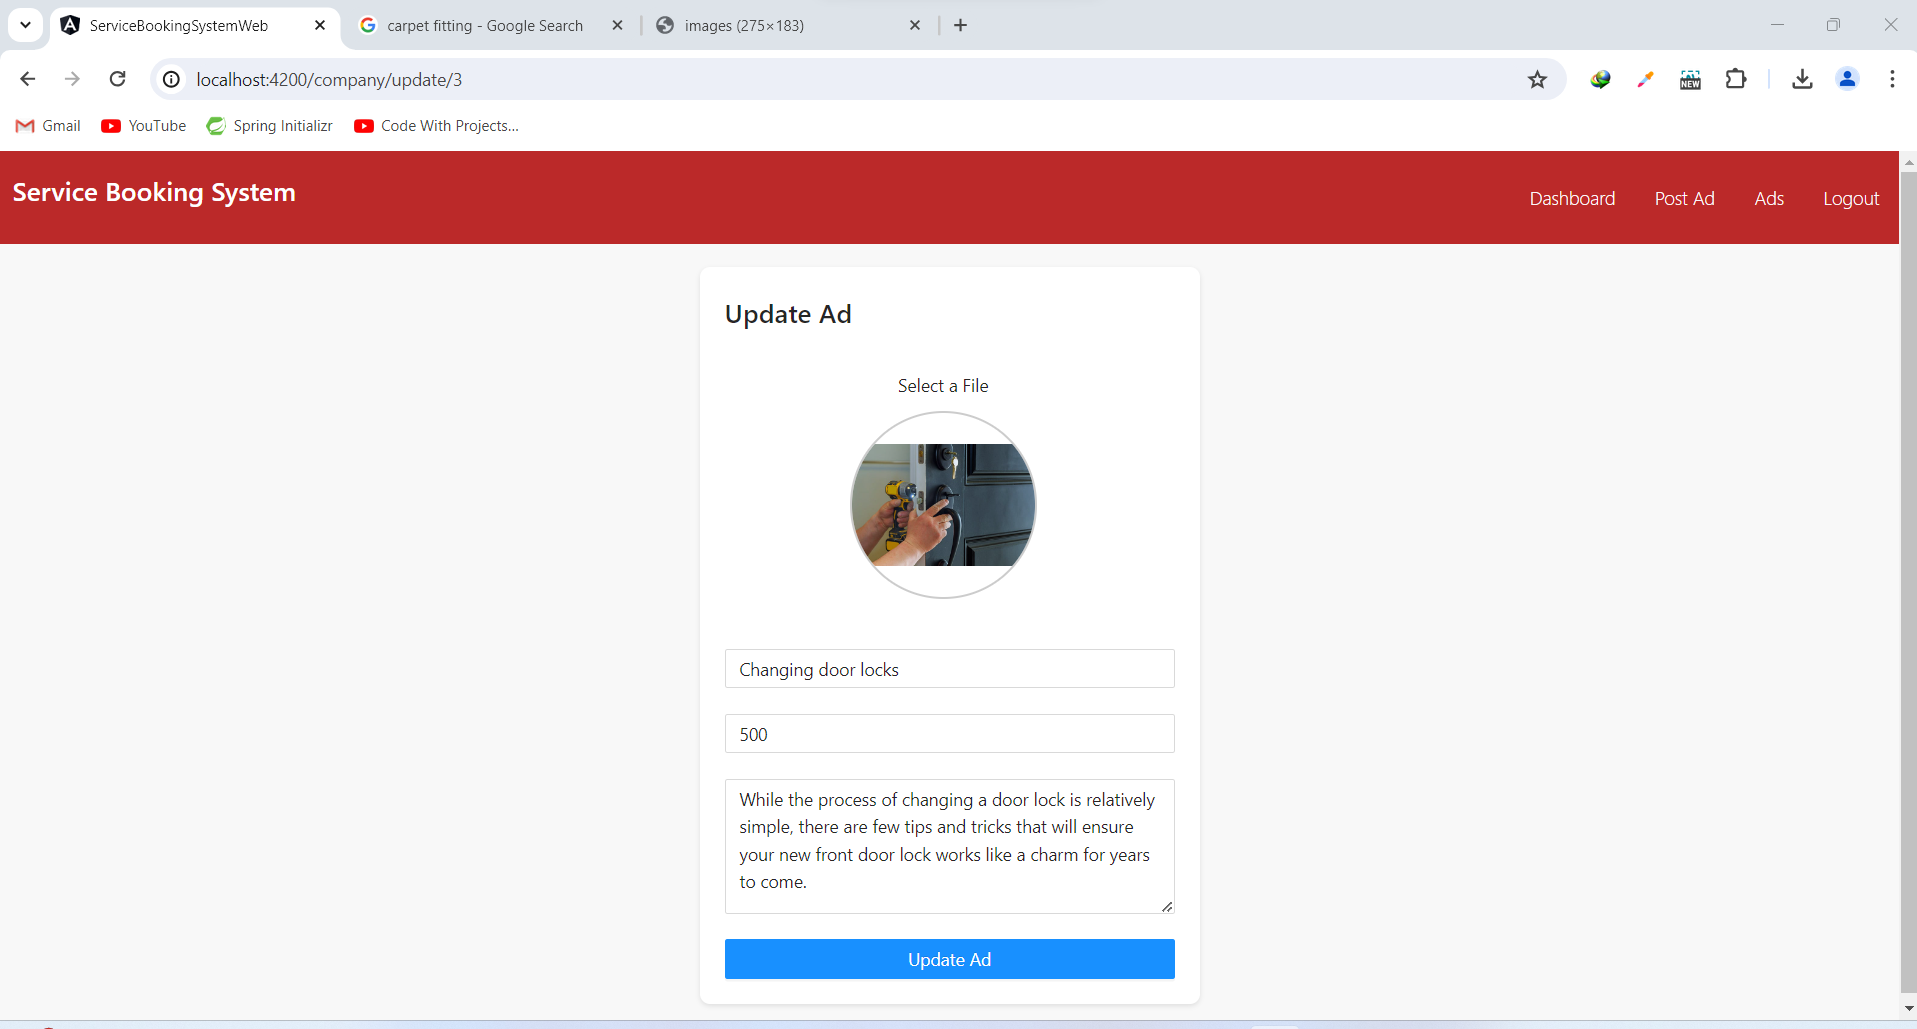 ServiceBookingSystemWeb
carpet fitting - Google Search
images (275×183)
localhost:4200/company/update/3
NEW
Gmail
YouTube
Spring Initializr
Code With Projects...
Service Booking System
Dashboard
Post Ad
Ads
Logout
Update Ad
Select a File
Changing door locks
500
While the process of changing a door lock is relatively
simple, there are few tips and tricks that will ensure
your new front door lock works like a charm for years
to come.
Update Ad